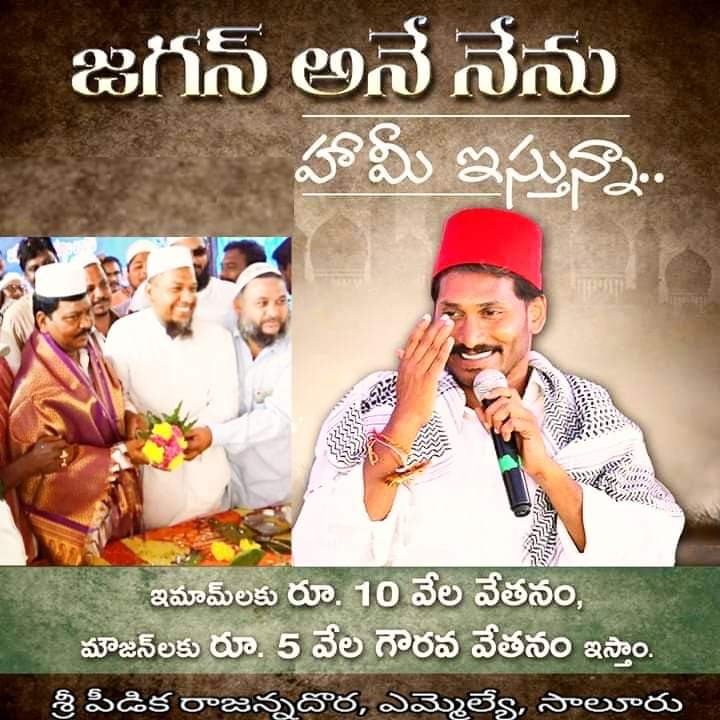 జగన్ అనే నేను
హామీ ఇస్తున్నా..
ఇమామ్‌లకు రూ. 10 వేల వేతనం,
మౌజన్‌లకు రూ. 5 వేల గౌరవ వేతనం ఇస్తాం.
శ్రీ పీడిక రాజన్నదొర, ఎమ్మెల్యే, సాలూరు